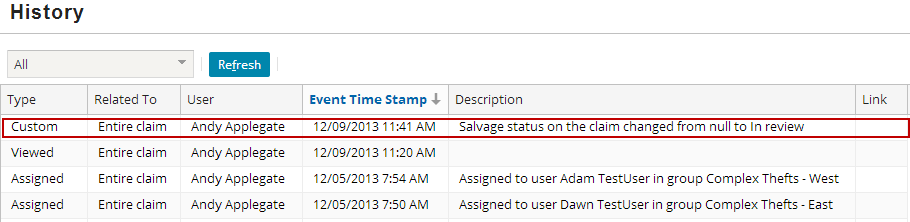 History
All Refresh
Type Related To User Event Time Stamp Description Link
Custom Entire claim Andy Applegate 12/09/2013 11:41 AM Salvage status on the claim changed from null to In review
Viewed Entire claim Andy Applegate 12/09/2013 11:20 AM
Assigned Entire claim Andy Applegate 12/05/2013 7:54 AM Assigned to user Adam TestUser in group Complex Thefts - West
Assigned Entire claim Andy Applegate 12/05/2013 7:50 AM Assigned to user Dawn TestUser in group Complex Thefts - East